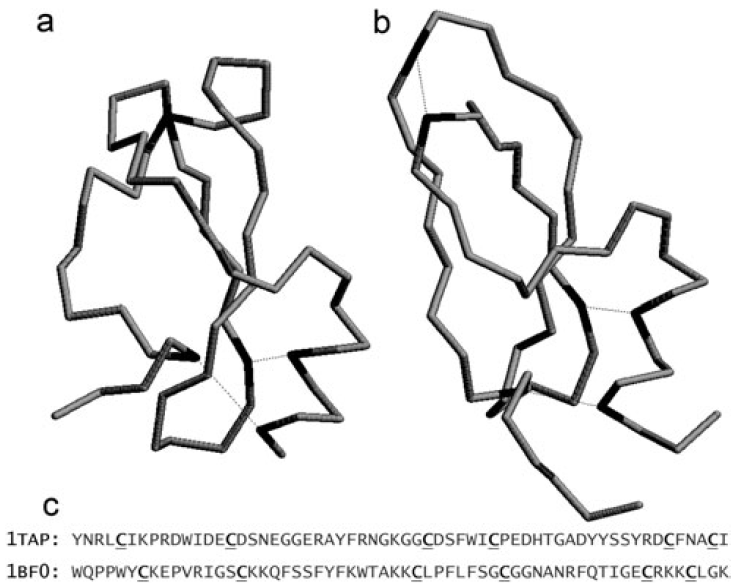 a
b
c
1TAP: YNRLCIKPRDWIDECDSNEGGERAYFRNGKGGCDSFWICPEDHTGADYYSSYRDCFNACI
1BF0: WQPPWYCKEPVRIGSCKKQFSSFYFKWTAKKCLPFLFSGCGGNANRFQTIGECRKKCLGK